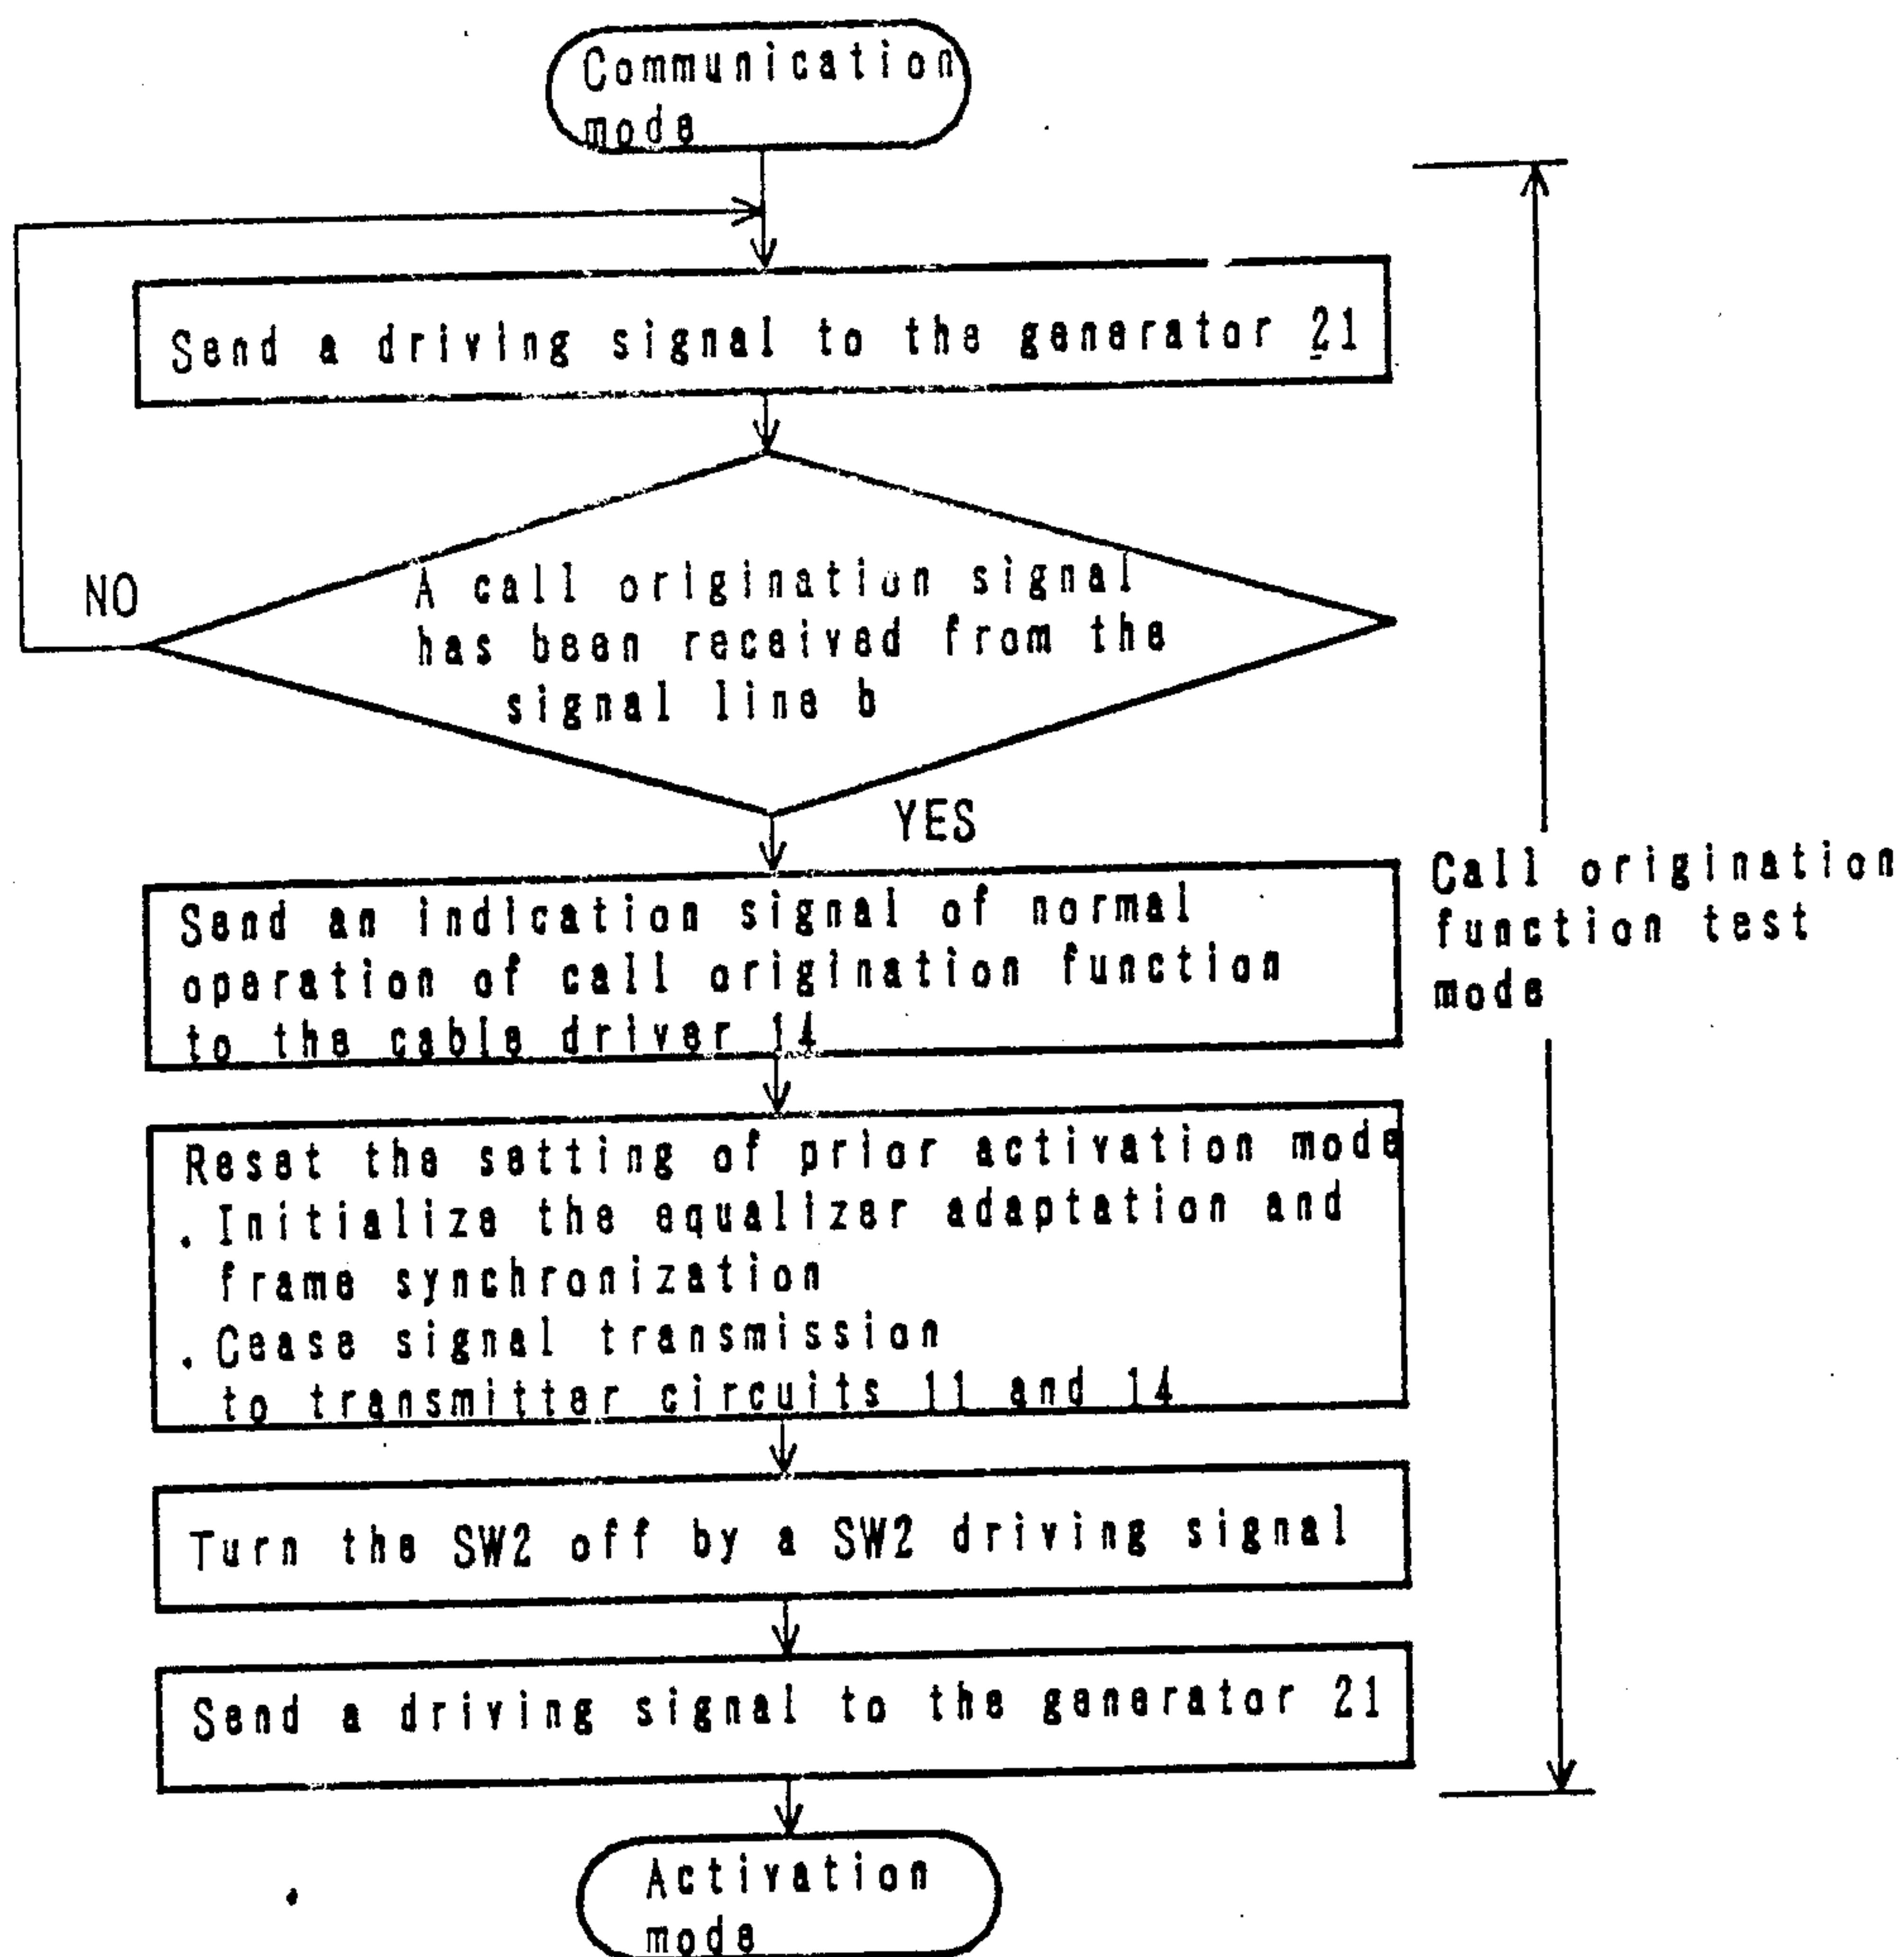 Communication
mode
Send a driving signal to the generator 21
NO
A call origination signal
has been received from the
signal line b
YES
Send an indication signal of normal
operation of call origination function
to the cable driver 14
Call origination
function test
mode
Reset the setting of prior activation mode
. Initialize the equalizer adaptation and
frame synchronization
. Cease signal transmission
to transmitter circuits 11 and 14
Turn the SW2 off by a SW2 driving signal
Send a driving signal to the generator 21
Activation
mode